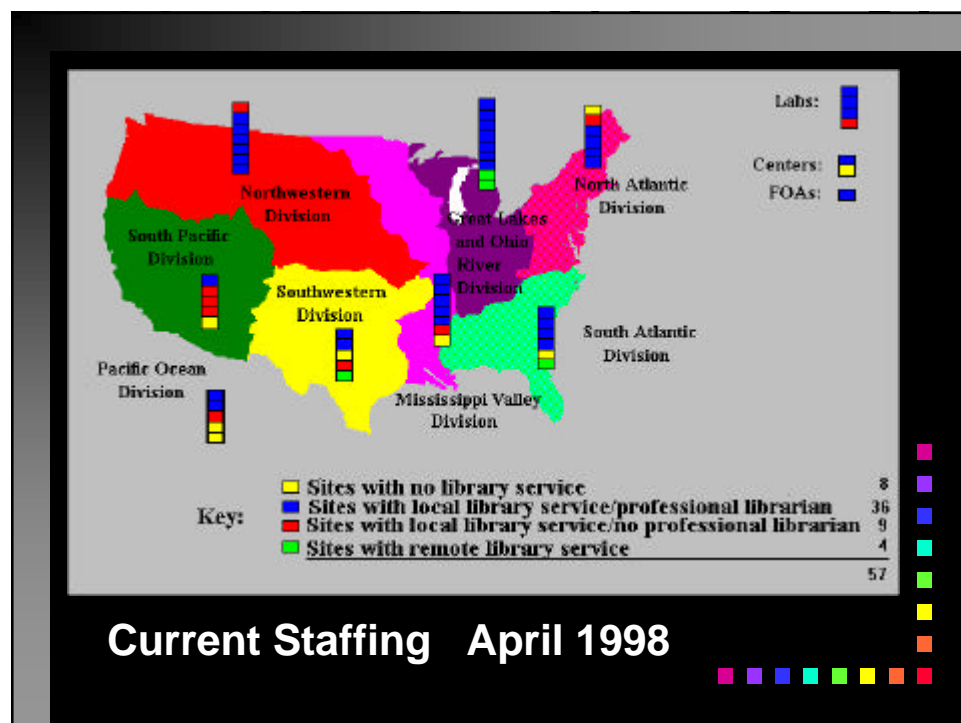 Labs:
Centers:
FOAs:
Northwestern
Division
North Atlantic
Division
Great Lakes
and Ohio
River
Division
South Pacific
Division
Southwestern
Division
South Atlantic
Division
Pacific Ocean
Division
Mississippi Valley
Division
Key:
Sites with no library service 8
Sites with local library service/professional librarian 36
Sites with local library service/no professional librarian 9
Sites with remote library service 4
57
Current Staffing April 1998